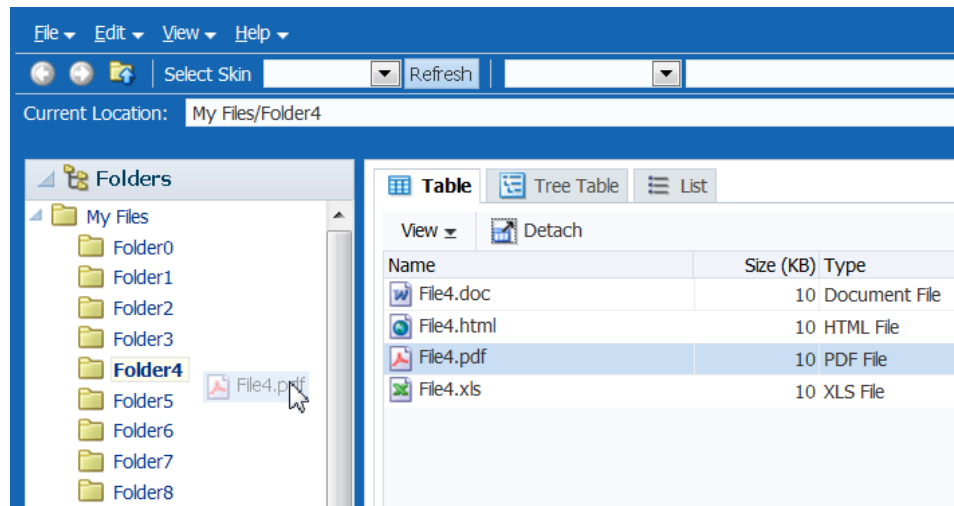 File Edit View Help
Select Skin Refresh
Current Location: My Files/Folder4
Folders
My Files
Folder0
Folder1
Folder2
Folder3
Folder4
File4.pdf
Folder5
Folder6
Folder7
Folder8
Table Tree Table List
View Detach
Name Size (KB) Type
File4.doc 10 Document File
File4.html 10 HTML File
File4.pdf 10 PDF File
File4.xls 10 XLS File